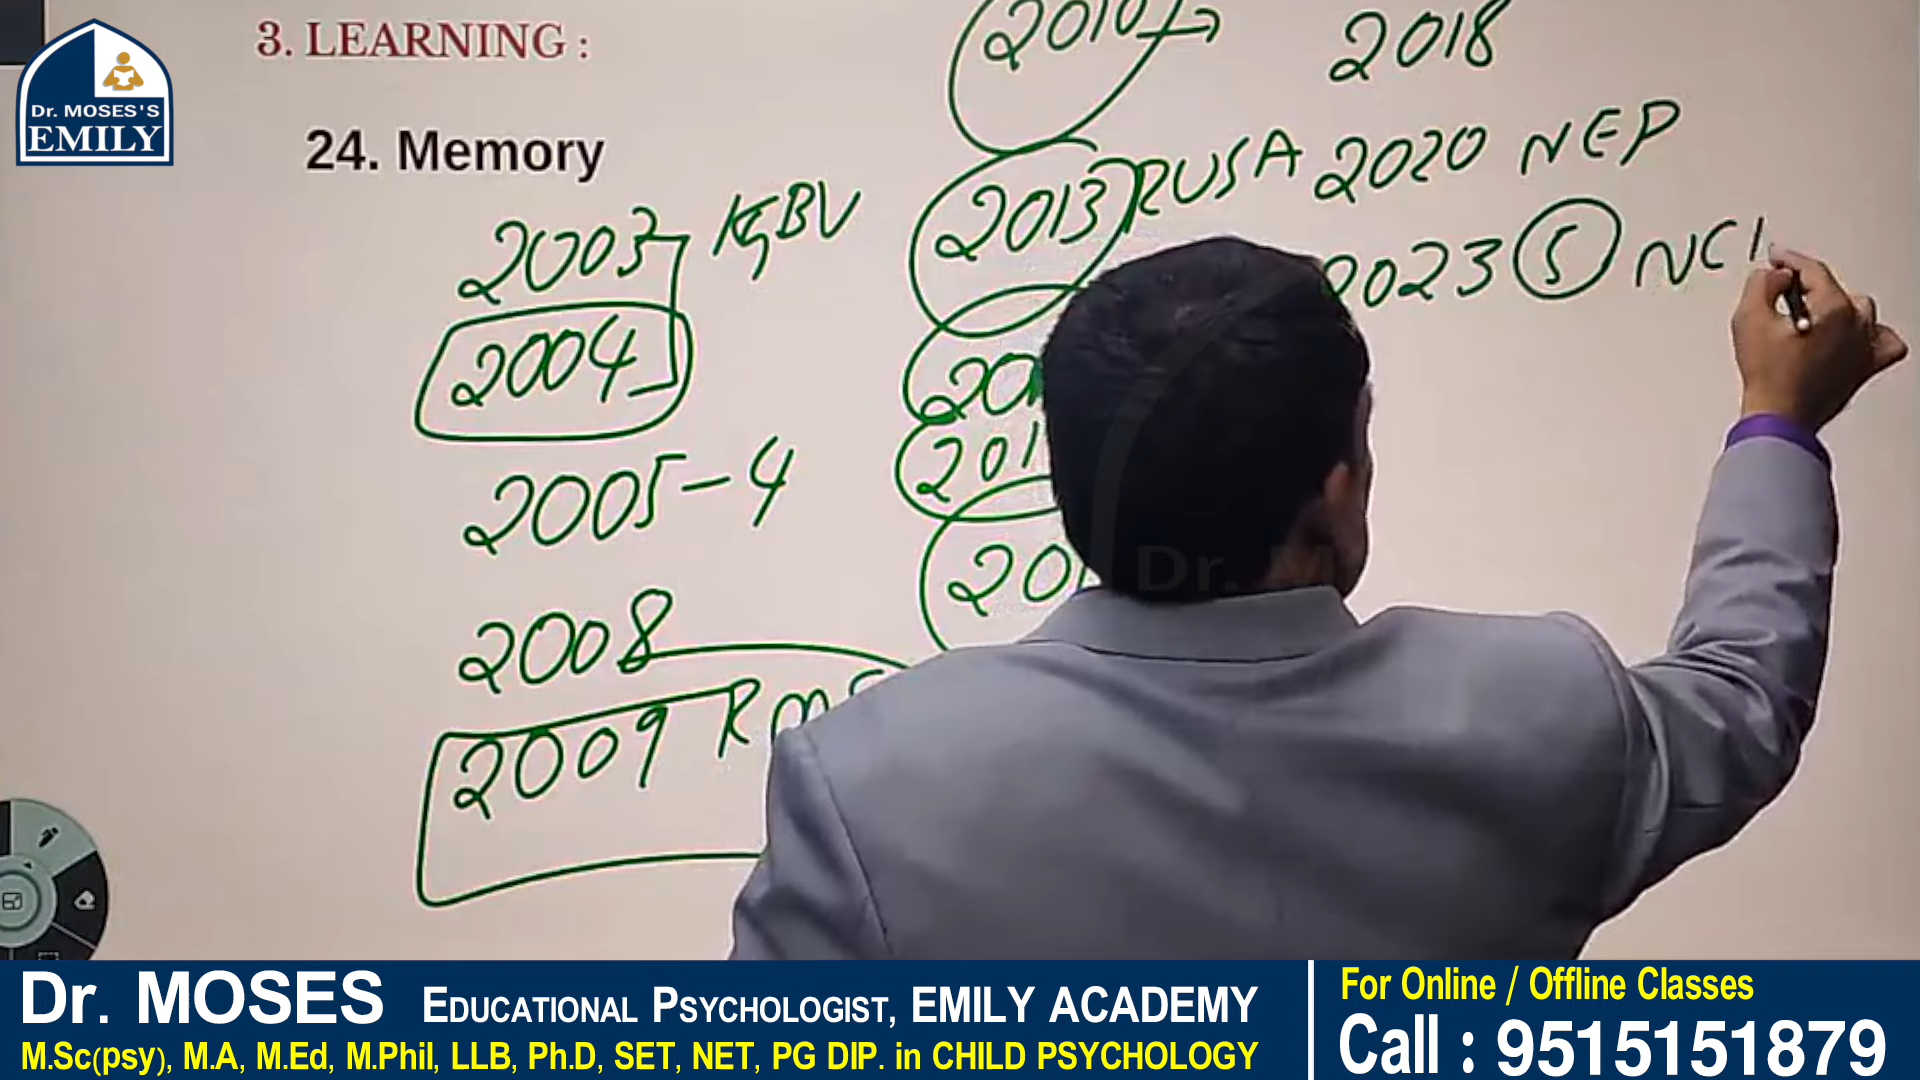 3. LEARNING :
Dr. MOSES'S
EMILY
24. Memory
2003 KGBV
2004
2005-4
2008
2009
2010
2013 RUSA
2018
2020 NEP
2023 5
Dr. MOSES EDUCATIONAL PSYCHOLOGIST, EMILY ACADEMY
M.Sc(psy), M.A, M.Ed, M.Phil, LLB, Ph.D, SET, NET, PG DIP. in CHILD PSYCHOLOGY
For Online / Offline Classes
Call : 9515151879